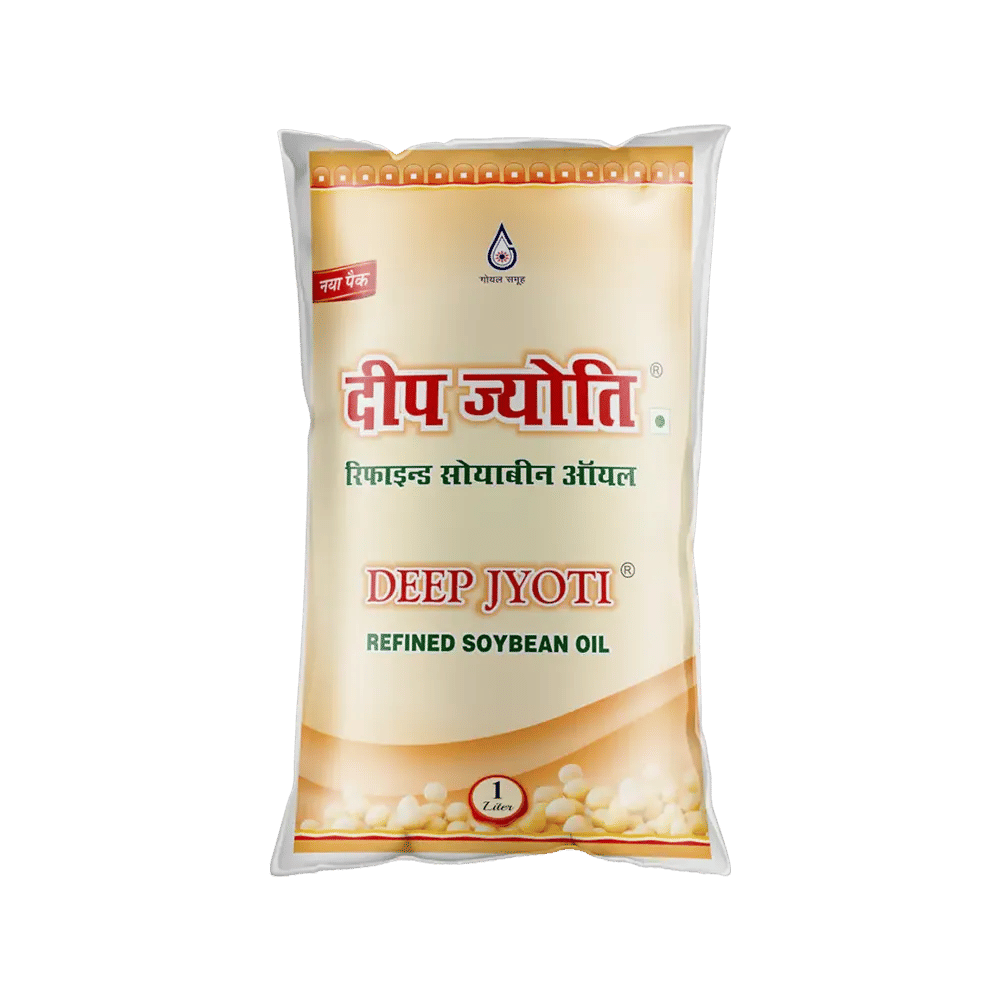 गोयल समूह
नया पैक
दीप ज्योति ®
रिफाइन्ड सोयाबीन ऑयल
DEEP JYOTI ®
REFINED SOYBEAN OIL
1
Liter